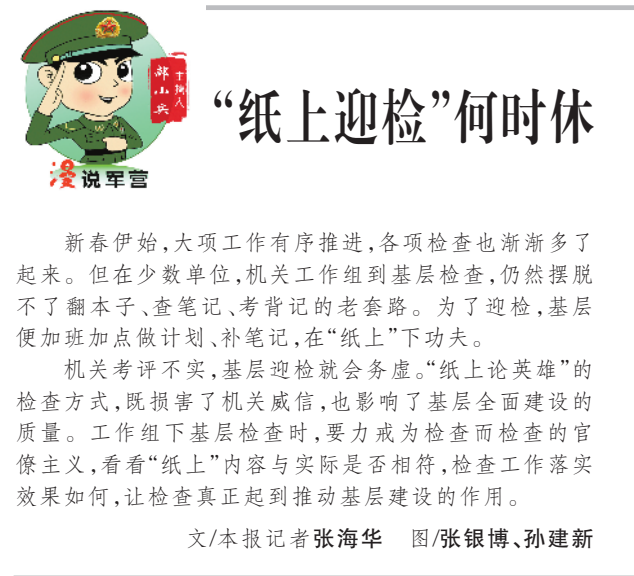 主持人
郝小兵
漫说军营
“纸上迎检”何时休
新春伊始,大项工作有序推进,各项检查也渐渐多了
起来。但在少数单位,机关工作组到基层检查,仍然摆脱
不了翻本子、查笔记、考背记的老套路。为了迎检,基层
便加班加点做计划、补笔记,在“纸上”下功夫。
机关考评不实,基层迎检就会务虚。“纸上论英雄”的
检查方式,既损害了机关威信,也影响了基层全面建设的
质量。工作组下基层检查时,要力戒为检查而检查的官
僚主义,看看“纸上”内容与实际是否相符,检查工作落实
效果如何,让检查真正起到推动基层建设的作用。
文/本报记者张海华 图/张银博、孙建新